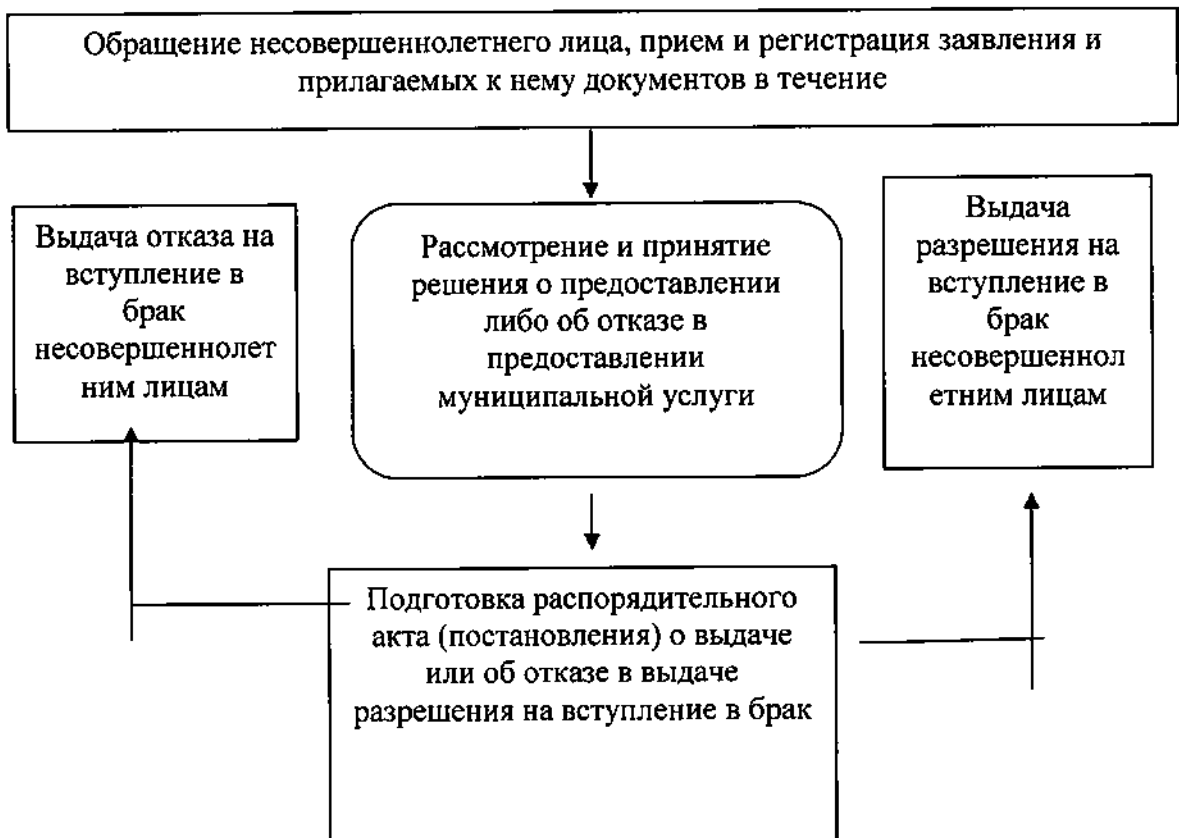 Обращение несовершеннолетнего лица, прием и регистрация заявления и
прилагаемых к нему документов в течение
Выдача отказа на
вступление в
брак
несовершеннолет
ним лицам
Рассмотрение и принятие
решения о предоставлении
либо об отказе в
предоставлении
муниципальной услуги
Выдача
разрешения на
вступление в
брак
несовершеннол
етним лицам
Подготовка распорядительного
акта (постановления) о выдаче
или об отказе в выдаче
разрешения на вступление в брак